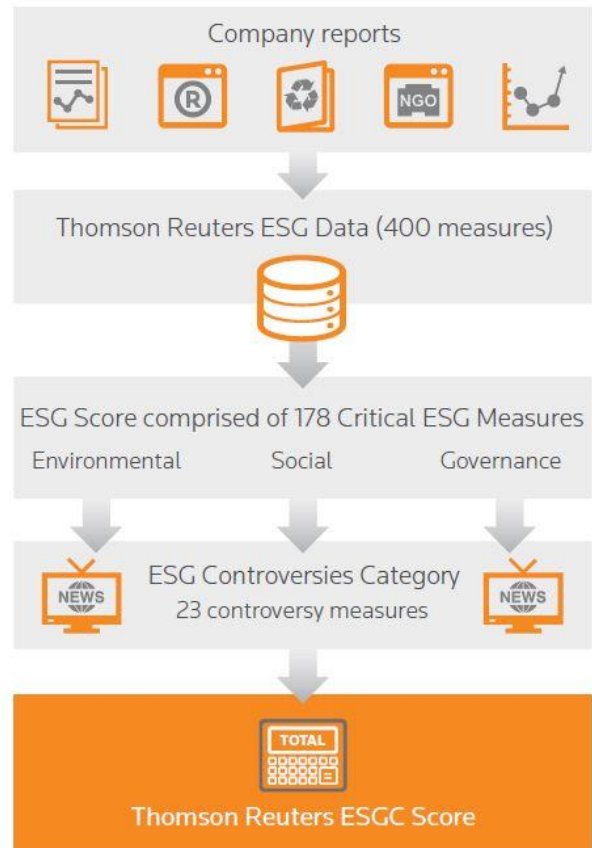 Company reports
®
NGO
Thomson Reuters ESG Data (400 measures)
ESG Score comprised of 178 Critical ESG Measures
Environmental Social Governance
NEWS ESG Controversies Category NEWS
23 controversy measures
TOTAL
Thomson Reuters ESGC Score